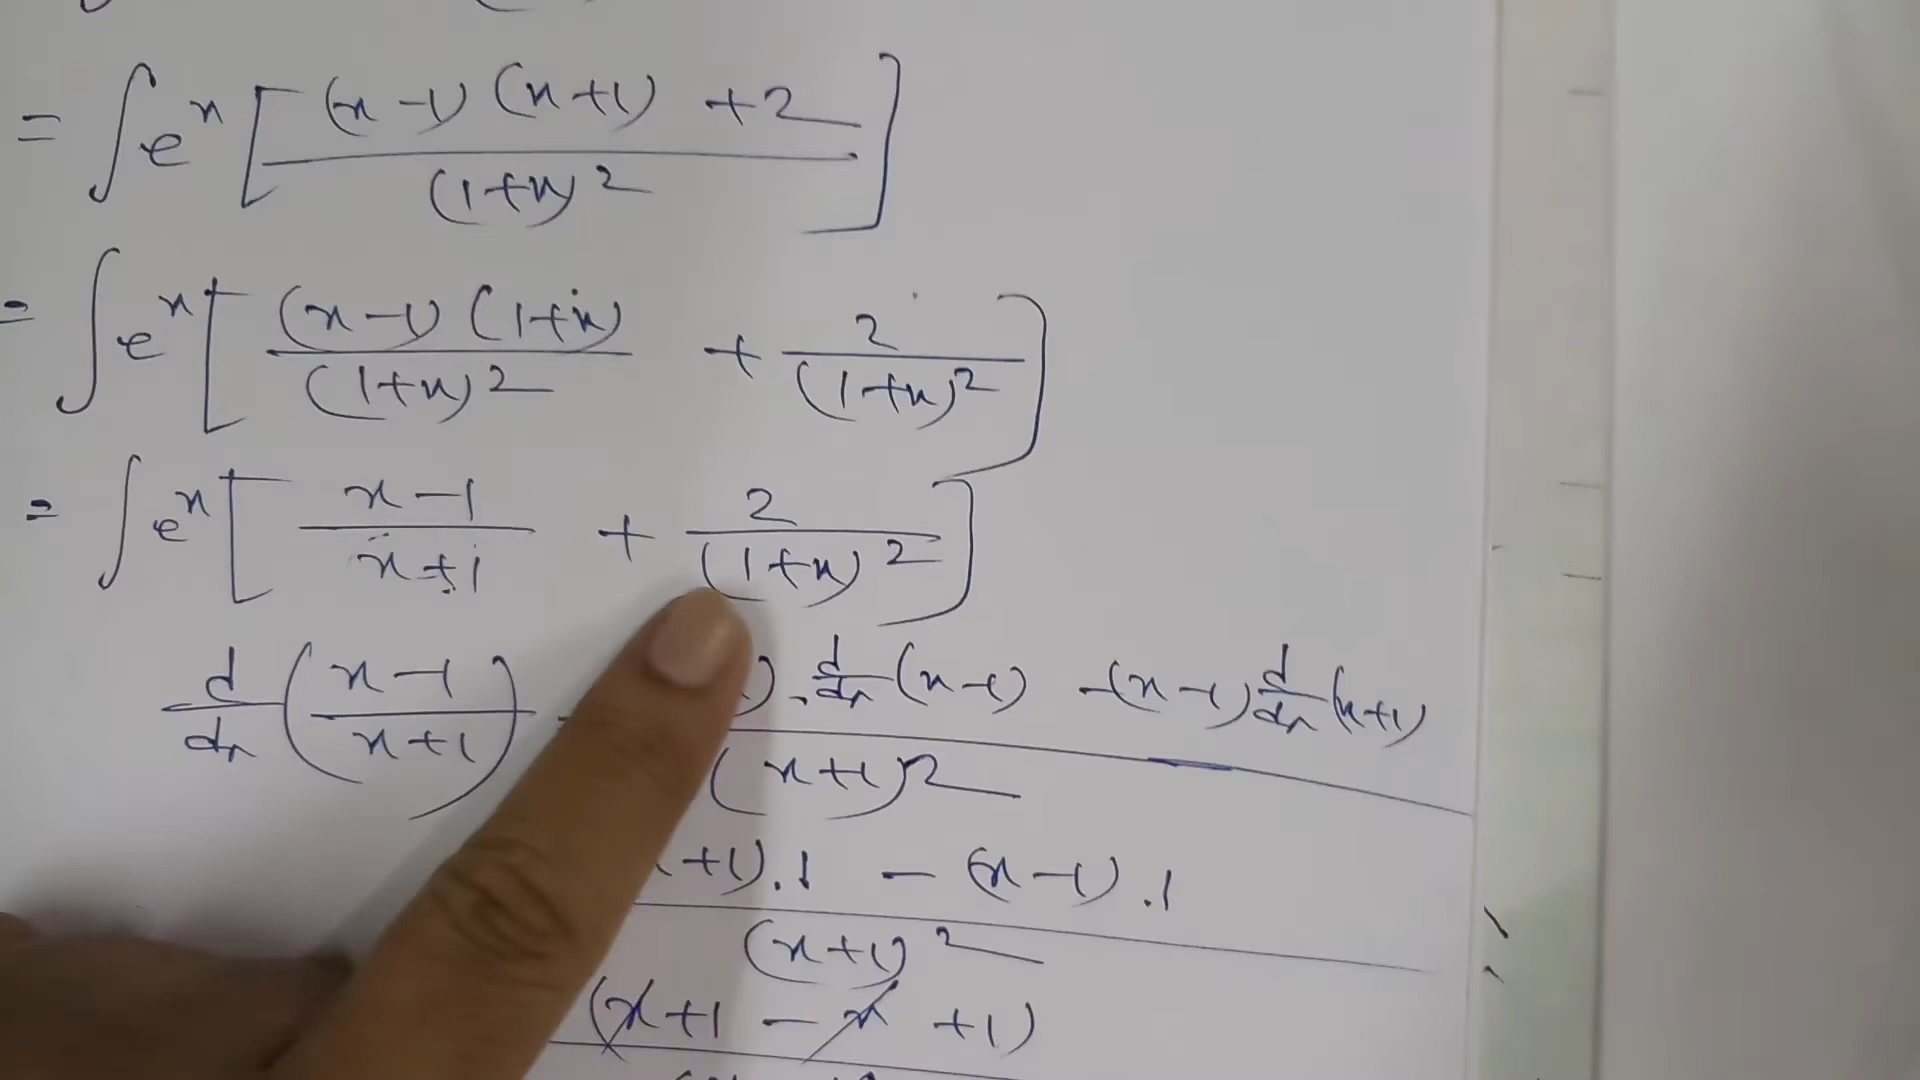 = ∫eˣ [ (x-1)(x+1) +2 / (1+x)² ]
= ∫eˣ [ (x-1)(1+x) / (1+x)² + 2 / (1+x)² ]
= ∫eˣ [ x-1 / x+1 + 2 / (1+x)² ]
d/dx ( x-1 / x+1 ) ) . d/dx (x-1) -(x-1) d/dx (x+1) / (x+1)²
+1).1 - (x-1).1 / (x+1)²
(x+1 - x +1)